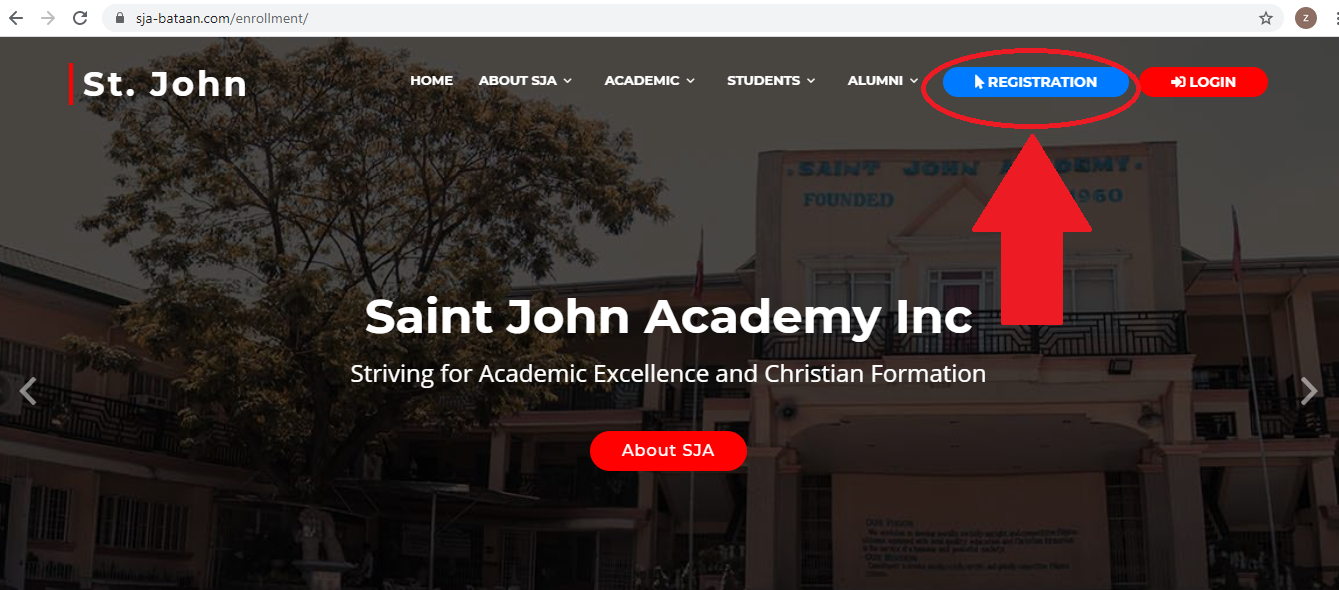 sja-bataan.com/enrollment/
z
St. John
HOME
ABOUT SJA
ACADEMIC
STUDENTS
ALUMNI
REGISTRATION
LOGIN
SAINT JOHN ACADEMY
FOUNDED 1960
Saint John Academy Inc
Striving for Academic Excellence and Christian Formation
About SJA